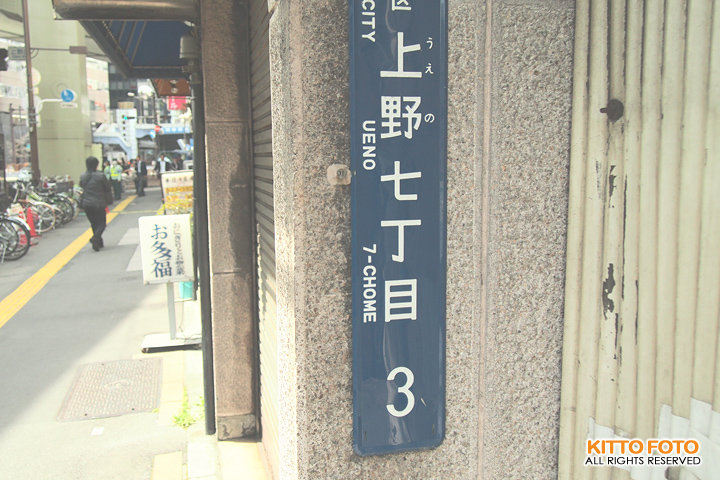 区
CITY
上野七丁目
うえの
UENO
7-CHOME
3
お多福
KITTO FOTO
ALL RIGHTS RESERVED